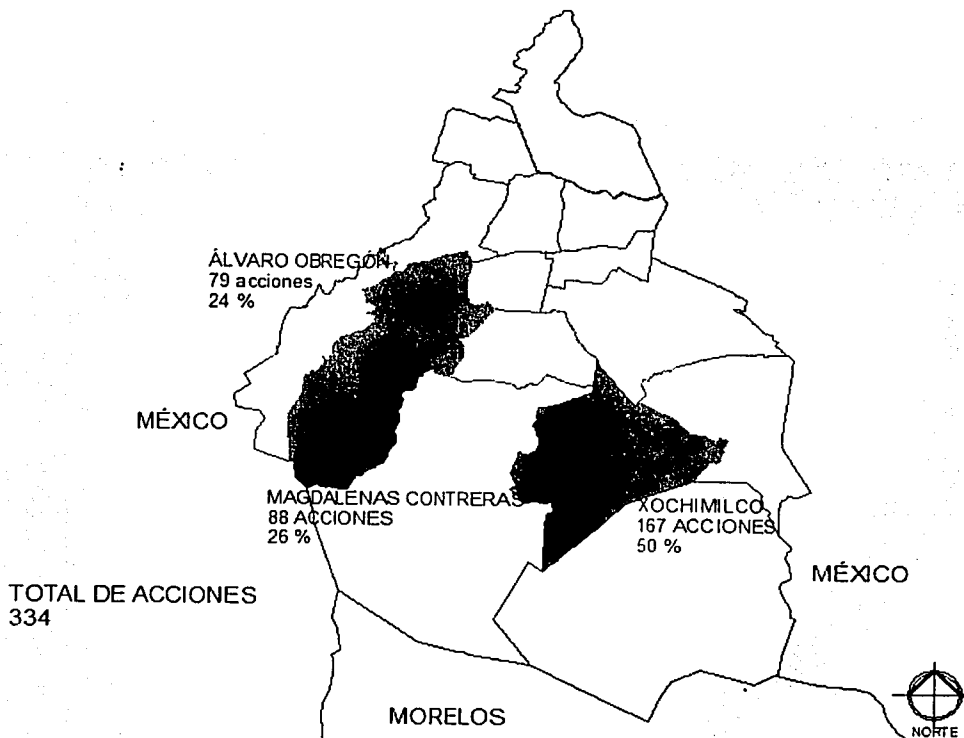 ÁLVARO OBREGÓN
79 acciones
24 %
MÉXICO
MAGDALENAS CONTRERAS
88 ACCIONES
26 %
XOCHIMILCO
167 ACCIONES
50 %
MÉXICO
TOTAL DE ACCIONES
334
MORELOS
NORTE